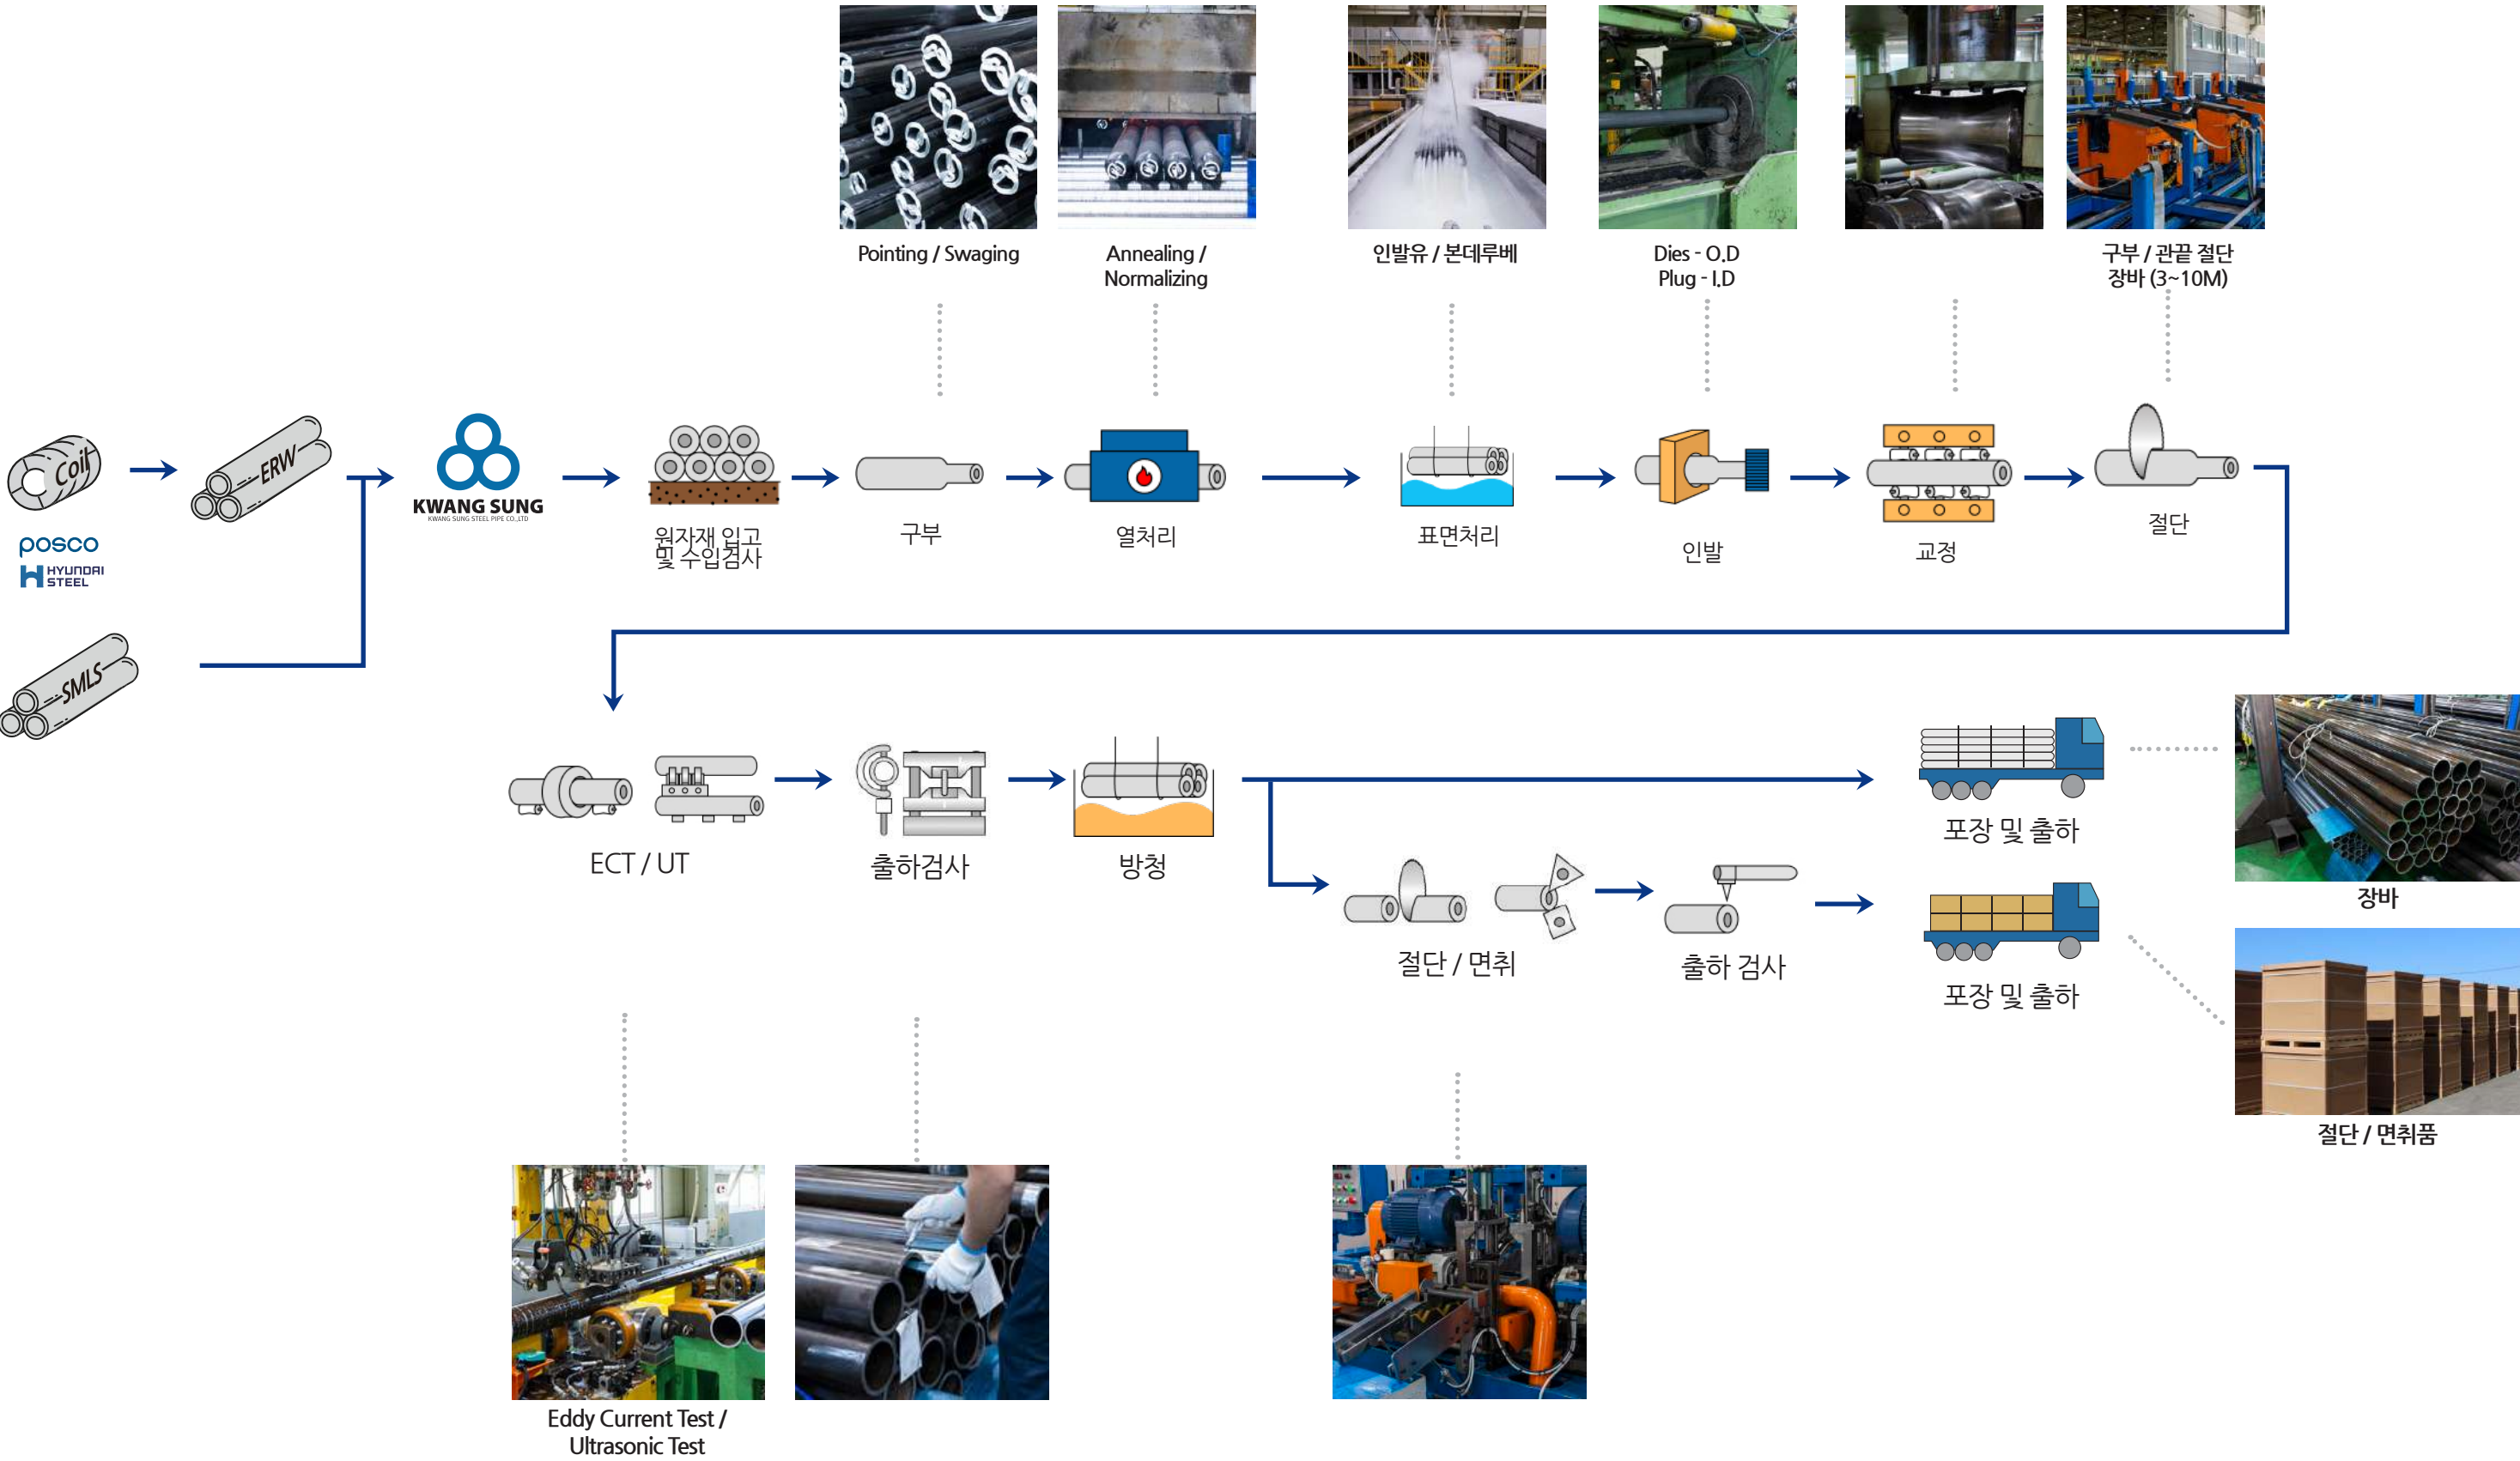 Pointing / Swaging
Annealing /
Normalizing
인발유 / 본데루베
Dies - O.D
Plug - I.D
구부 / 관끝 절단
장바 (3~10M)
Coil
ERW
posco
HYUNDAI
STEEL
SMLS
KWANG SUNG
KWANG SUNG STEEL PIPE CO.,LTD
원자재 입고
및 수입검사
구부
열처리
표면처리
인발
교정
절단
ECT / UT
출하검사
방청
포장 및 출하
장바
절단 / 면취
출하 검사
포장 및 출하
절단 / 면취품
Eddy Current Test /
Ultrasonic Test